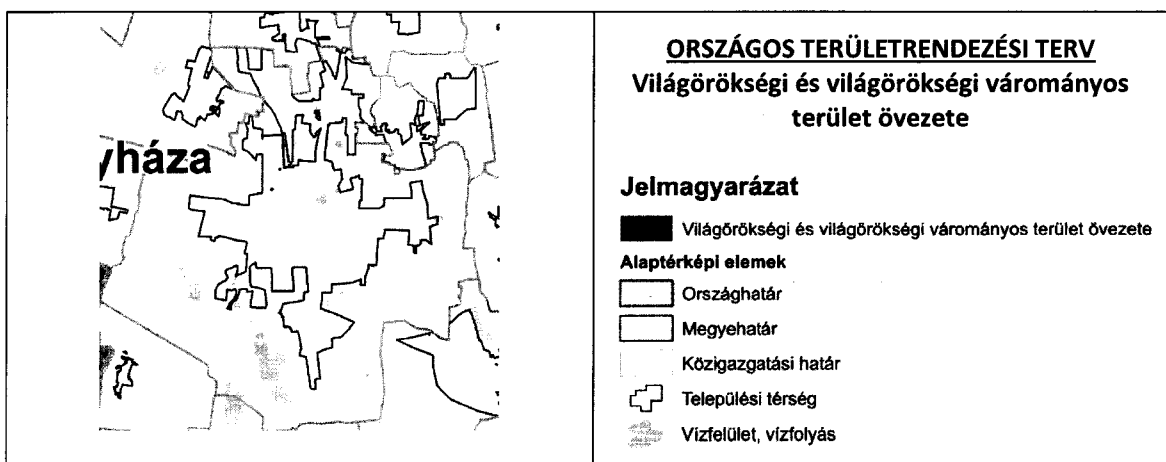 yháza
ORSZÁGOS TERÜLETRENDEZÉSI TERV
Világörökségi és világörökségi várományos
terület övezete
Jelmagyarázat
Világörökségi és világörökségi várományos terület övezete
Alaptérképi elemek
Országhatár
Megyehatár
Közigazgatási határ
Települési térség
Vízfelület, vízfolyás